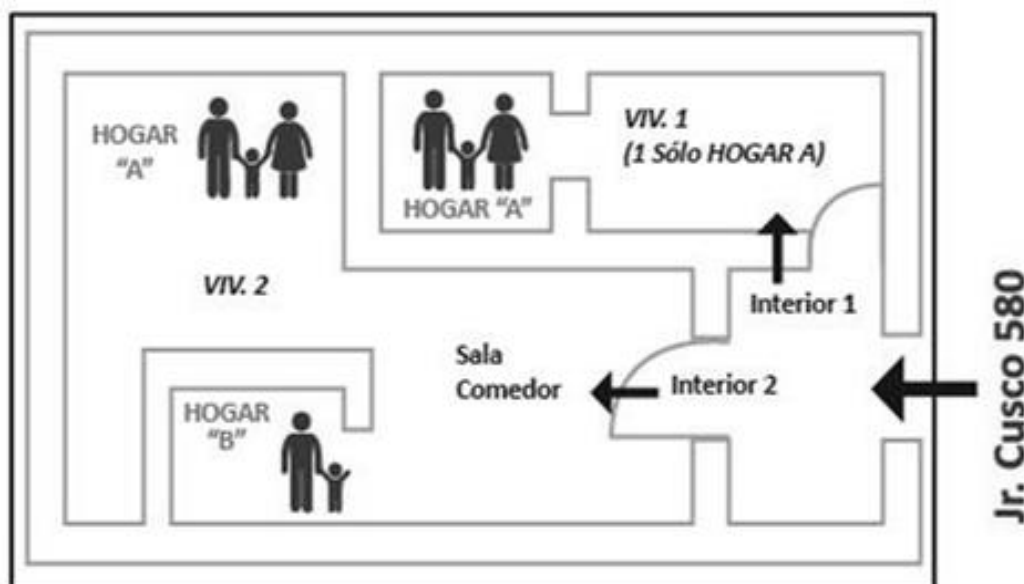 HOGAR
“A”
HOGAR “A”
VIV. 1
(1 Sólo HOGAR A)
VIV. 2
Interior 1
Sala
Comedor
Interior 2
HOGAR
“B”
Jr. Cusco 580